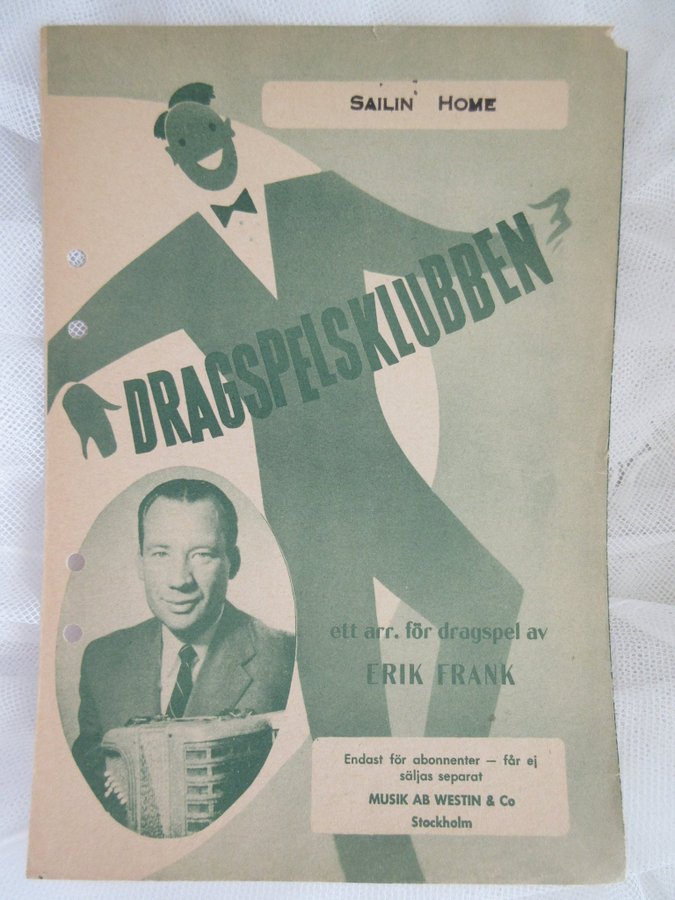 SAILIN' HOME
DRAGSPELSKLUBBEN
ett arr. för dragspel av
ERIK FRANK
Endast för abonnenter — får ej
säljas separat
MUSIK AB WESTIN & Co
Stockholm